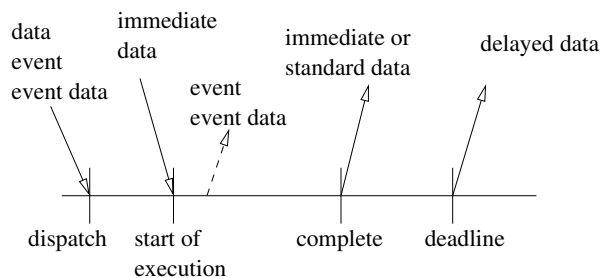 data
event
event data
immediate
data
event
event data
immediate or
standard data
delayed data
dispatch
start of
execution
complete
deadline